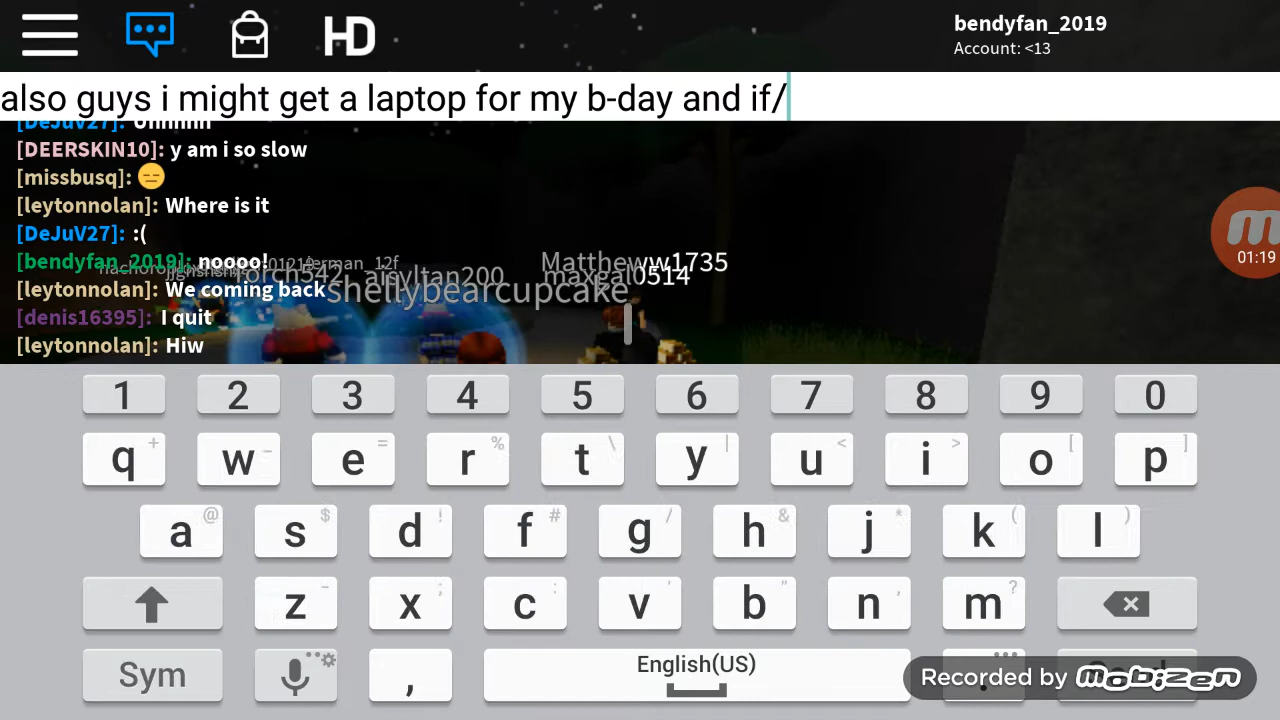 HD
bendyfan_2019
Account: <13
also guys i might get a laptop for my b-day and if/
[DEERSKIN10]: y am i so slow
[missbusq]: 😑
[leytonnolan]: Where is it
[DeJuV27]: :(
[bendyfan_2019]: noooo!
[leytonnolan]: We coming back
[denis16395]: I quit
[leytonnolan]: Hiw
Matthewv1735
maxgal0514
shellybearcupcake
01:19
1 2 3 4 5 6 7 8 9 0
q + w - e = r % t \ y | u < i > o [ p ]
a @ s $ d ! f # g / h & j * k ( l )
z - x ; c : v ' b " n , m ?
Sym , English(US)
Recorded by mobizen